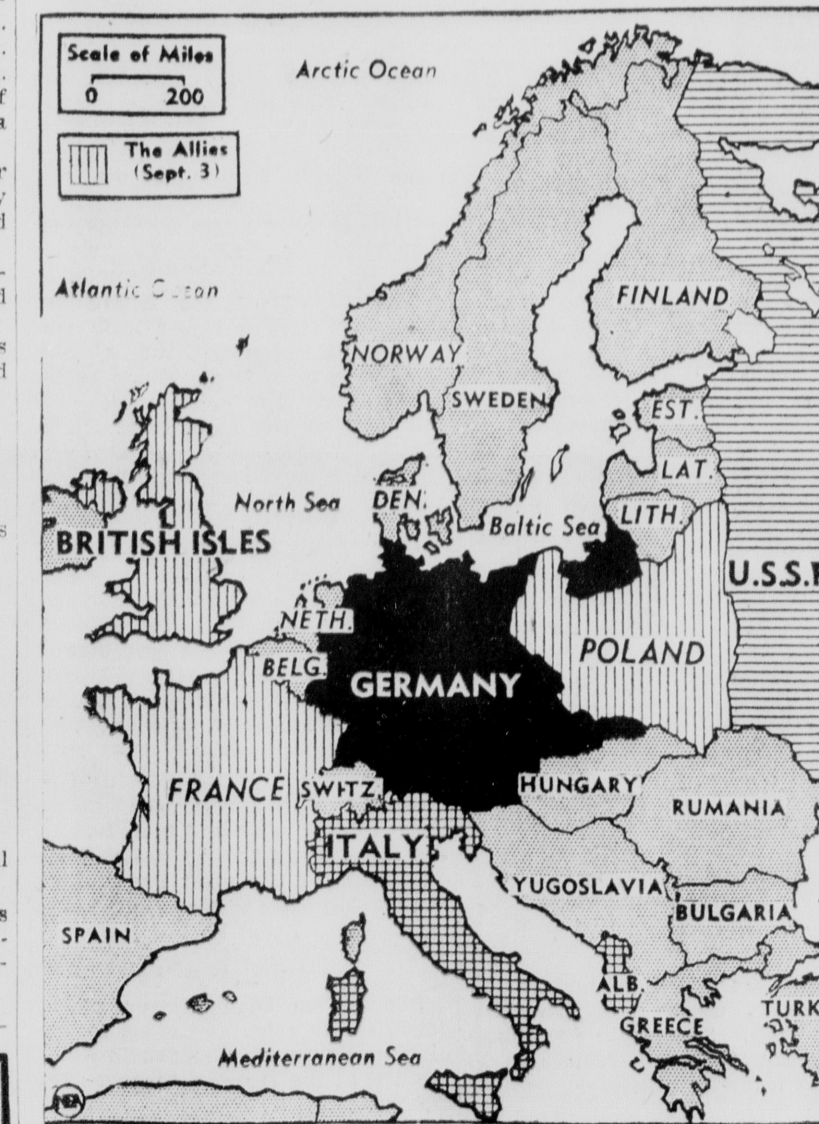 Scale of Miles
0 200
Arctic Ocean
The Allies
(Sept. 3)
Atlantic
FINLAND
NORWAY
SWEDEN
EST.
LAT.
North Sea
DEN.
LITH.
Baltic Sea
BRITISH ISLES
U.S.S.R
NETH.
POLAND
BELG.
GERMANY
FRANCE
SWITZ.
HUNGARY
RUMANIA
ITALY
YUGOSLAVIA
BULGARIA
SPAIN
ALB.
TURK
GREECE
Mediterranean Sea
NEA